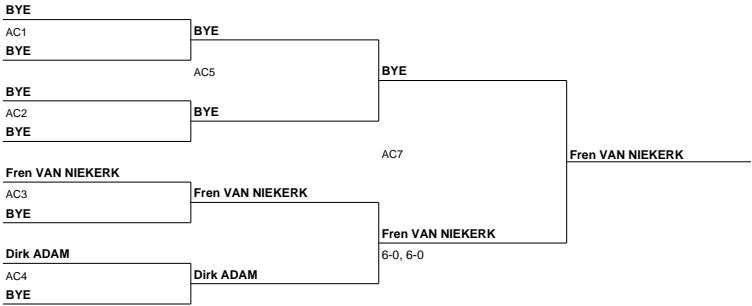 BYE
AC1
BYE
BYE
AC5
BYE
AC2
BYE
BYE
BYE
AC7
Fren VAN NIEKERK
Fren VAN NIEKERK
AC3
BYE
Fren VAN NIEKERK
Fren VAN NIEKERK
6-0, 6-0
Dirk ADAM
AC4
BYE
Dirk ADAM